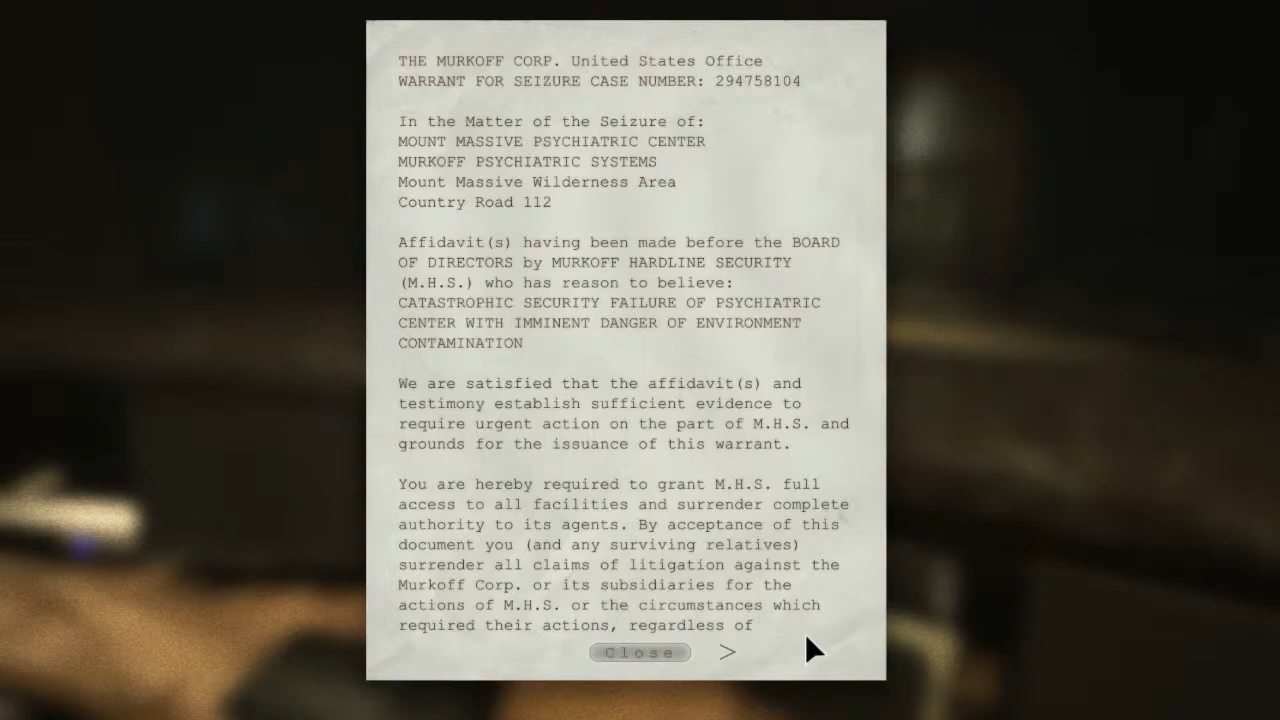 THE MURKOFF CORP. United States Office
WARRANT FOR SEIZURE CASE NUMBER: 294758104
In the Matter of the Seizure of:
MOUNT MASSIVE PSYCHIATRIC CENTER
MURKOFF PSYCHIATRIC SYSTEMS
Mount Massive Wilderness Area
Country Road 112
Affidavit(s) having been made before the BOARD
OF DIRECTORS by MURKOFF HARDLINE SECURITY
(M.H.S.) who has reason to believe:
CATASTROPHIC SECURITY FAILURE OF PSYCHIATRIC
CENTER WITH IMMINENT DANGER OF ENVIRONMENT
CONTAMINATION
We are satisfied that the affidavit(s) and
testimony establish sufficient evidence to
require urgent action on the part of M.H.S. and
grounds for the issuance of this warrant.
You are hereby required to grant M.H.S. full
access to all facilities and surrender complete
authority to its agents. By acceptance of this
document you (and any surviving relatives)
surrender all claims of litigation against the
Murkoff Corp. or its subsidiaries for the
actions of M.H.S. or the circumstances which
required their actions, regardless of
Close >